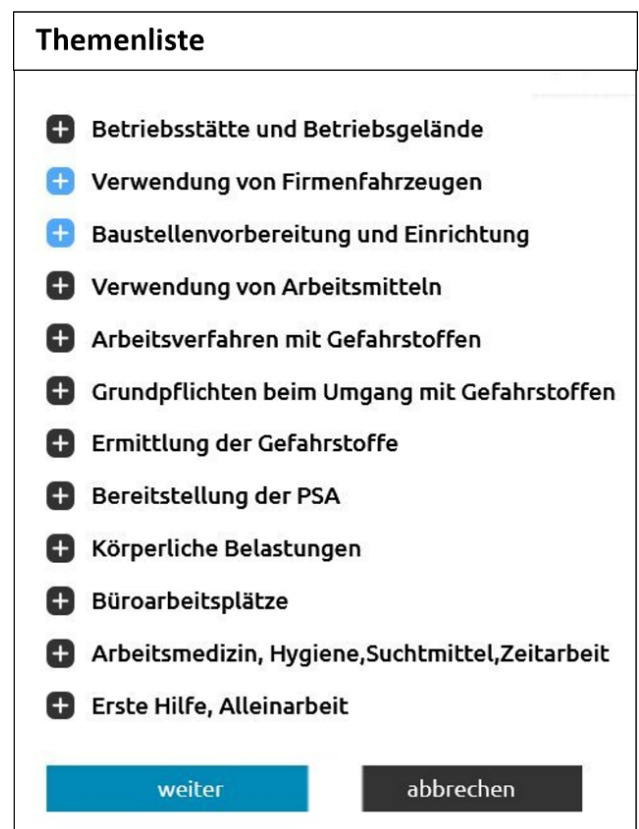 Themenliste
Betriebsstätte und Betriebsgelände
Verwendung von Firmenfahrzeugen
Baustellenvorbereitung und Einrichtung
Verwendung von Arbeitsmitteln
Arbeitsverfahren mit Gefahrstoffen
Grundpflichten beim Umgang mit Gefahrstoffen
Ermittlung der Gefahrstoffe
Bereitstellung der PSA
Körperliche Belastungen
Büroarbeitsplätze
Arbeitsmedizin, Hygiene,Suchtmittel,Zeitarbeit
Erste Hilfe, Alleinarbeit
weiter abbrechen